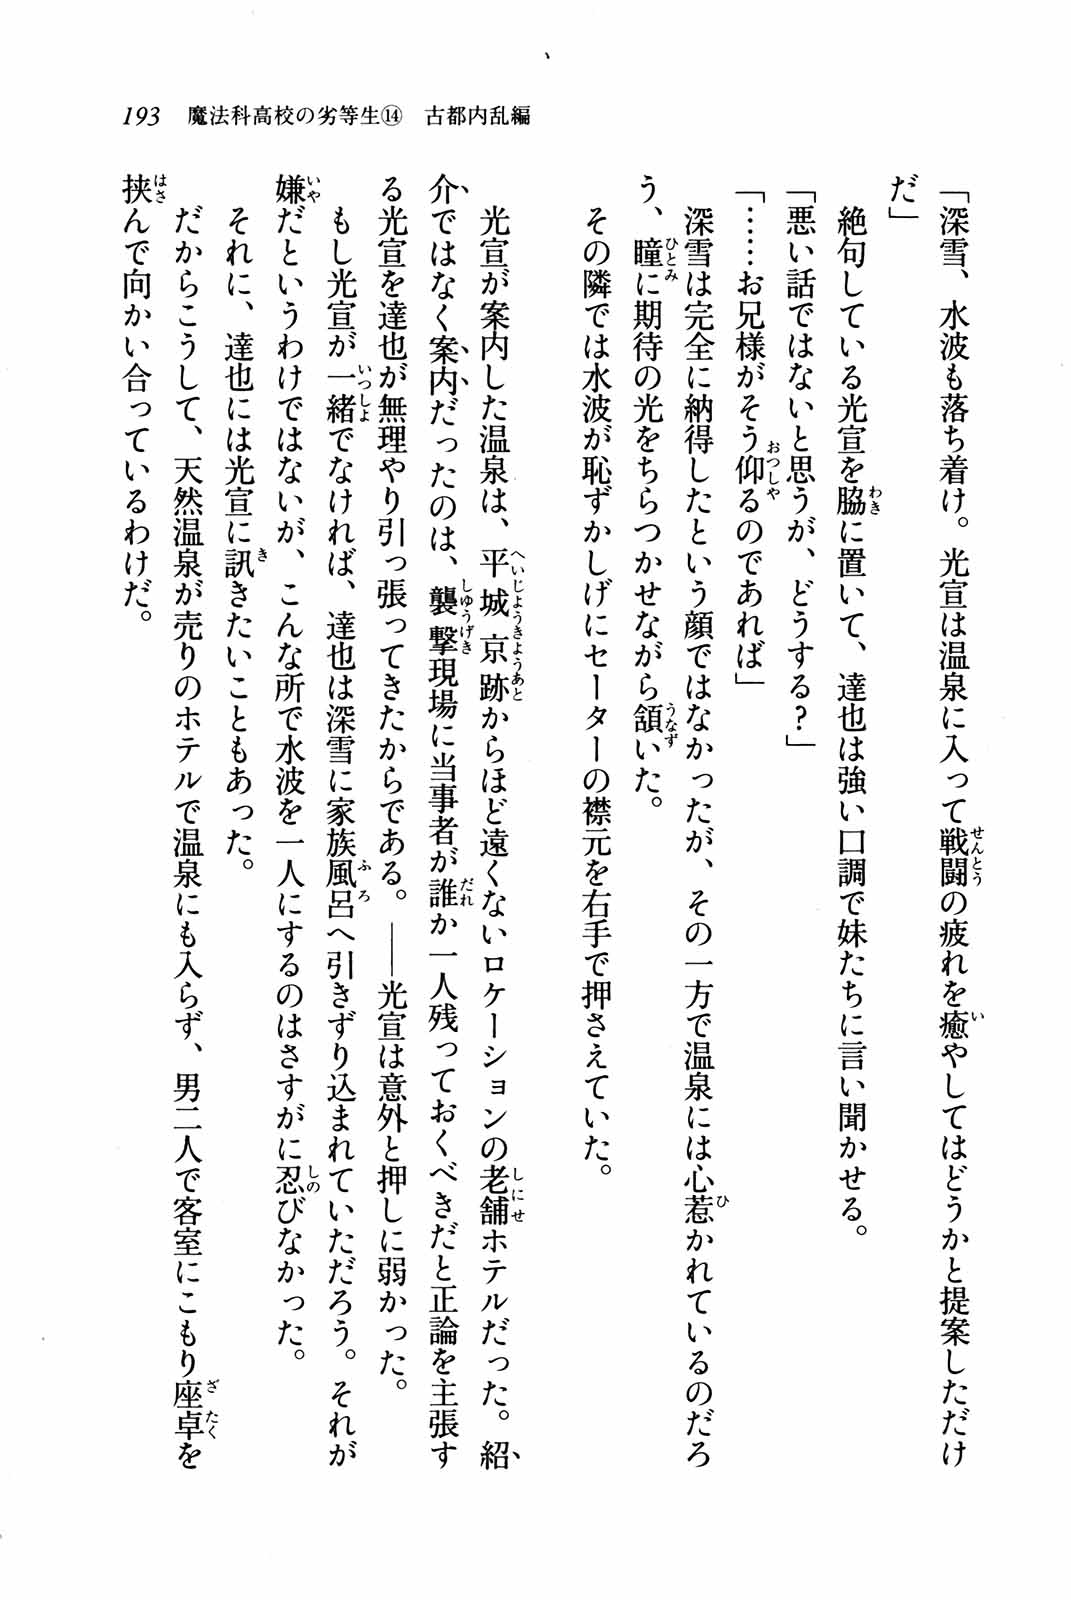 193 魔法科高校の劣等生⑭ 古都内乱編
「深雪、水波も落ち着け。光宣は温泉に入って戦闘の疲れを癒やしてはどうかと提案しただけ
だ」
絶句している光宣を脇に置いて、達也は強い口調で妹たちに言い聞かせる。
「悪い話ではないと思うが、どうする？」
「……お兄様がそう仰るのであれば」
深雪は完全に納得したという顔ではなかったが、その一方で温泉には心惹かれているのだろ
う、瞳に期待の光をちらつかせながら頷いた。
その隣では水波が恥ずかしげにセーターの襟元を右手で押さえていた。
光宣が案内した温泉は、平城京跡からほど遠くないロケーションの老舗ホテルだった。紹
介ではなく案内だったのは、襲撃現場に当事者が誰か一人残っておくべきだと正論を主張す
る光宣を達也が無理やり引っ張ってきたからである。――光宣は意外と押しに弱かった。
もし光宣が一緒でなければ、達也は深雪に家族風呂へ引きずり込まれていただろう。それが
嫌だというわけではないが、こんな所で水波を一人にするのはさすがに忍びなかった。
それに、達也には光宣に訊きたいこともあった。
だからこうして、天然温泉が売りのホテルで温泉にも入らず、男二人で客室にこもり座卓を
挟んで向かい合っているわけだ。